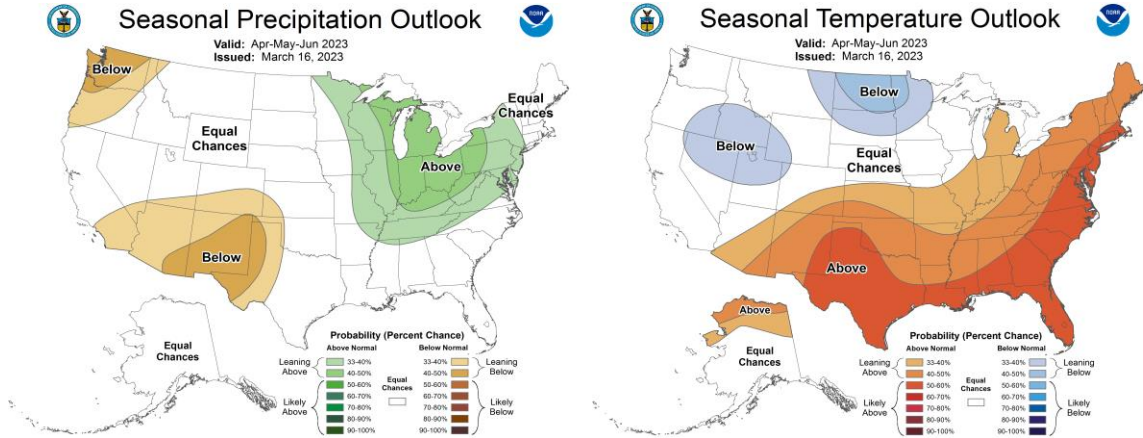 Seasonal Precipitation Outlook
Valid: Apr-May-Jun 2023
Issued: March 16, 2023
NOAA
Below
Equal
Chances
Equal
Chances
Above
Below
Equal
Chances
Probability (Percent Chance)
Above Normal
Below Normal
Leaning
Above
33-40%
40-50%
50-60%
Likely
Above
60-70%
70-80%
80-90%
90-100%
Equal
Chances
33-40%
40-50%
50-60%
60-70%
70-80%
80-90%
90-100%
Leaning
Below
Likely
Below
Seasonal Temperature Outlook
Valid: Apr-May-Jun 2023
Issued: March 16, 2023
NOAA
Below
Below
Equal
Chances
Above
Above
Equal
Chances
Probability (Percent Chance)
Above Normal
Below Normal
Leaning
Above
33-40%
40-50%
50-60%
Likely
Above
60-70%
70-80%
80-90%
90-100%
Equal
Chances
33-40%
40-50%
50-60%
60-70%
70-80%
80-90%
90-100%
Leaning
Below
Likely
Below